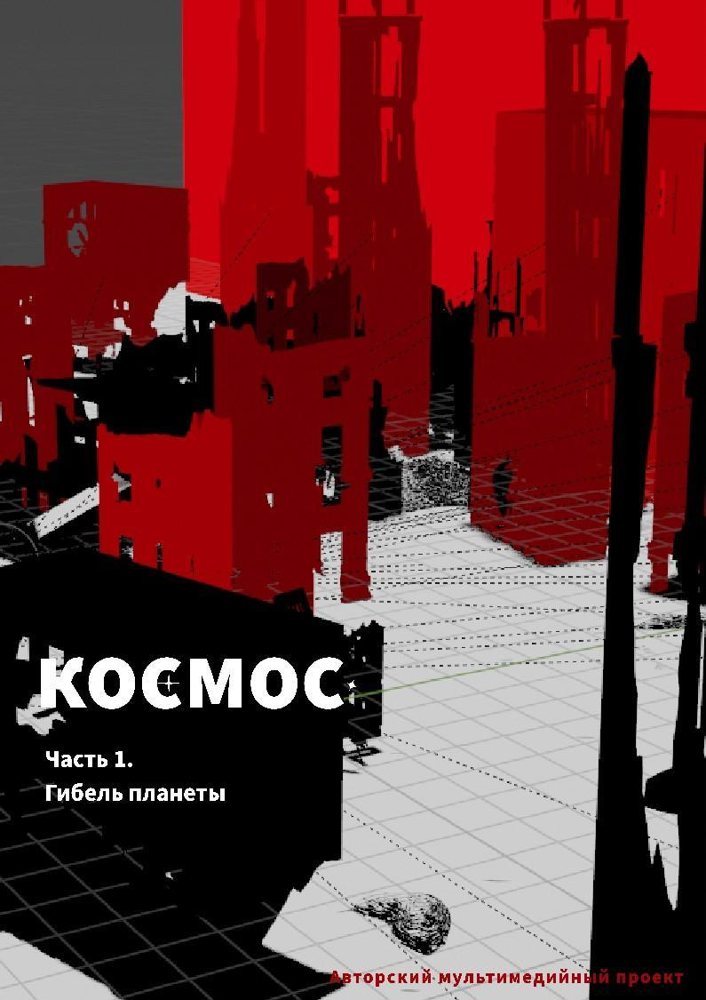 КОСМОС
Часть 1.
Гибель планеты
Авторский мультимедийный проект